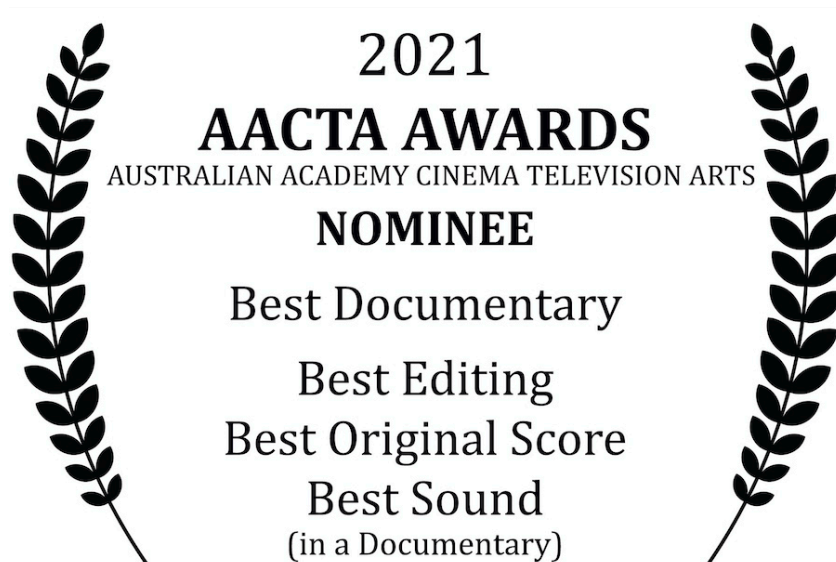 2021
AACTA AWARDS
AUSTRALIAN ACADEMY CINEMA TELEVISION ARTS
NOMINEE
Best Documentary
Best Editing
Best Original Score
Best Sound
(in a Documentary)